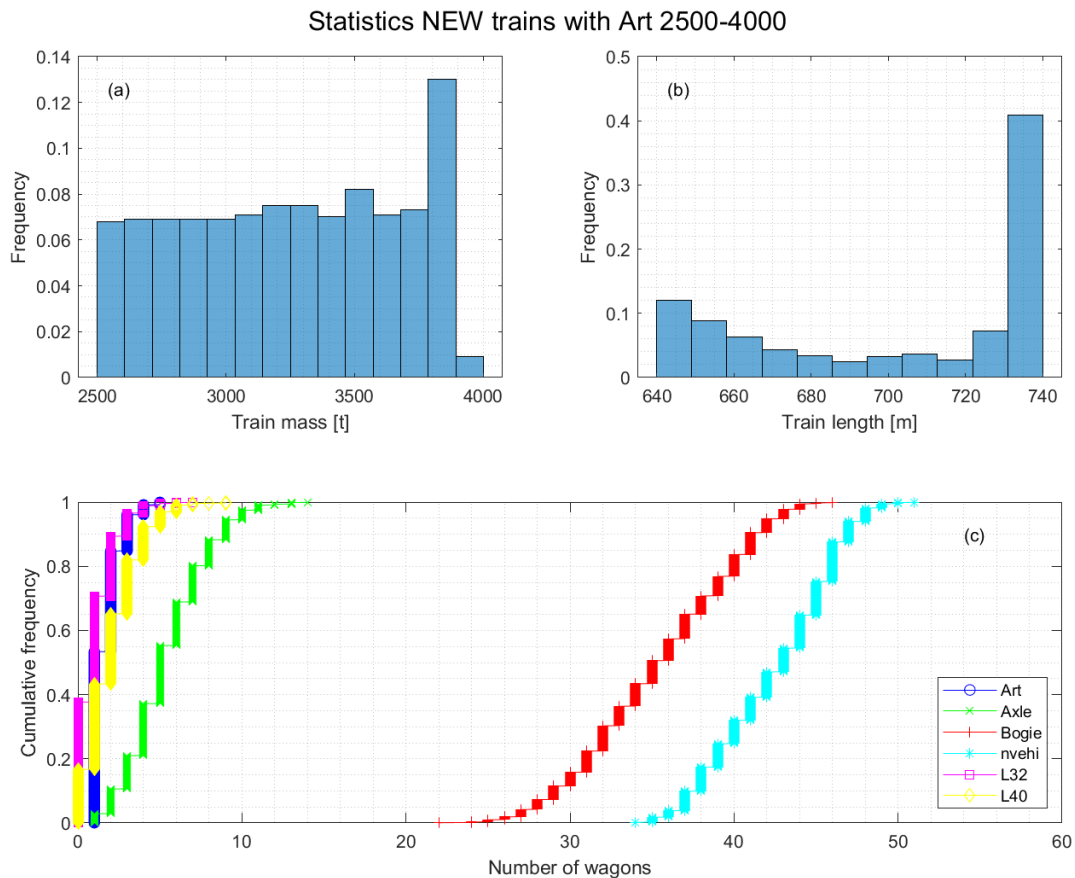 Statistics NEW trains with Art 2500-4000
(a)
Frequency
0.14
0.12
0.1
0.08
0.06
0.04
0.02
0
2500 3000 3500 4000
Train mass [t]
(b)
Frequency
0.5
0.4
0.3
0.2
0.1
0
640 660 680 700 720 740
Train length [m]
(c)
Cumulative frequency
1
0.8
0.6
0.4
0.2
0
0 10 20 30 40 50 60
Number of wagons
Art
Axle
Bogie
nvehi
L32
L40